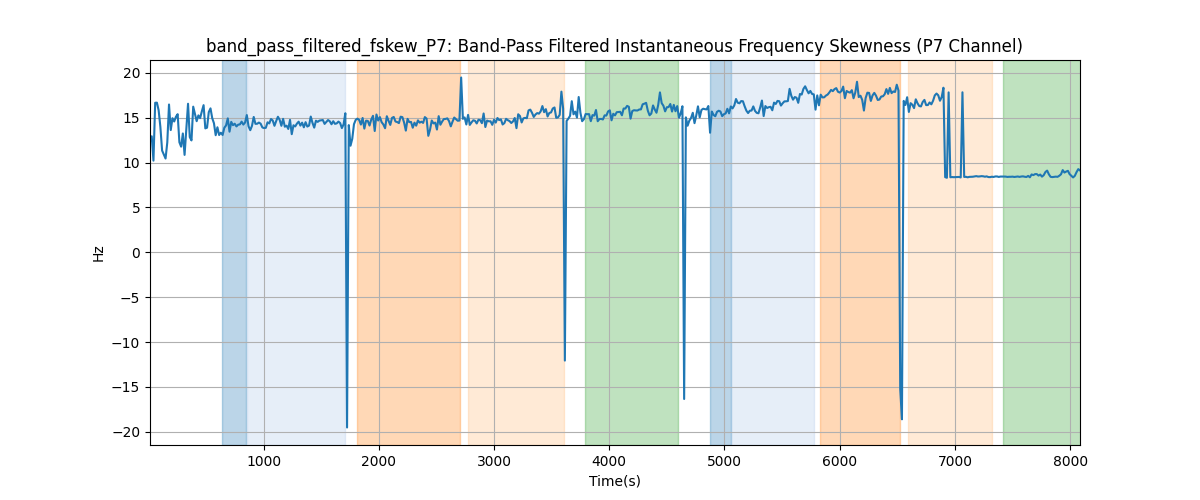 band_pass_filtered_fskew_P7: Band-Pass Filtered Instantaneous Frequency Skewness (P7 Channel)
20
15
10
5
0
−5
−10
−15
−20
Hz
1000 2000 3000 4000 5000 6000 7000 8000
Time(s)